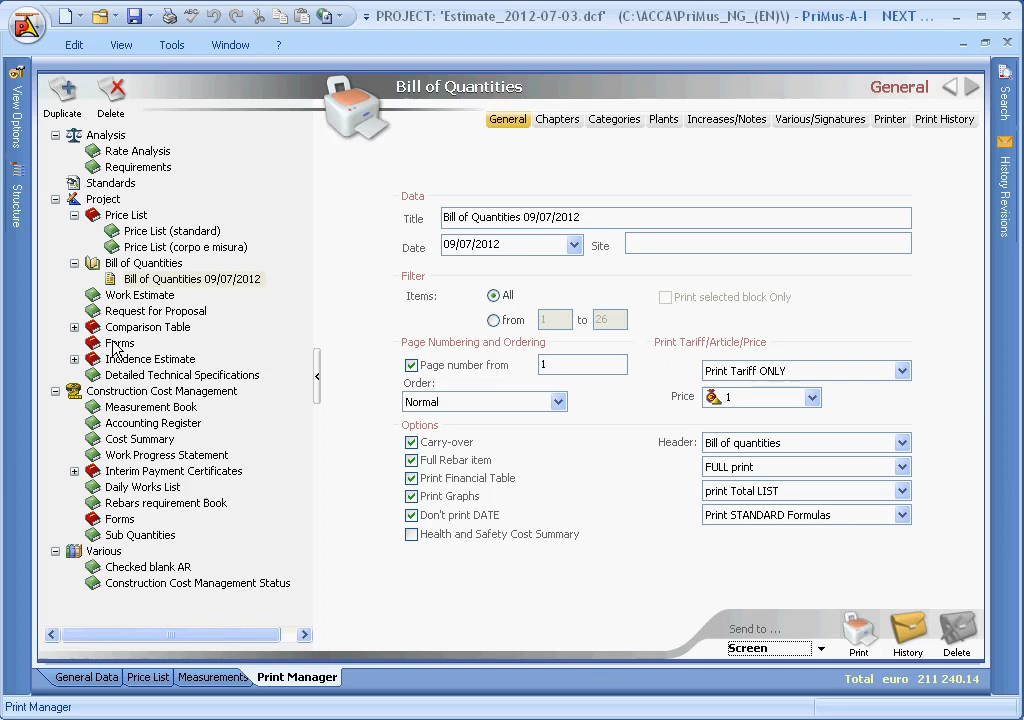 PROJECT: "Estimate_2012-07-03.dcf" (C:\ACCA\PriMus_NG_(EN)\) - PriMus-A-I NEXT ...
Edit View Tools Window ?
View Options
Structure
Search
History Revisions
Duplicate
Delete
Bill of Quantities
General
General Chapters Categories Plants Increases/Notes Various/Signatures Printer Print History
Analysis
Rate Analysis
Requirements
Standards
Project
Price List
Price List (standard)
Price List (corpo e misura)
Bill of Quantities
Bill of Quantities 09/07/2012
Work Estimate
Request for Proposal
Comparison Table
Forms
Incidence Estimate
Detailed Technical Specifications
Construction Cost Management
Measurement Book
Accounting Register
Cost Summary
Work Progress Statement
Interim Payment Certificates
Daily Works List
Rebars requirement Book
Forms
Sub Quantities
Various
Checked blank AR
Construction Cost Management Status
Data
Title Bill of Quantities 09/07/2012
Date 09/07/2012 Site
Filter
Items: All
Print selected block Only
from 1 to 26
Page Numbering and Ordering
Print Tariff/Article/Price
Page number from 1
Print Tariff ONLY
Order:
Normal
Price 1
Options
Carry-over
Full Rebar item
Print Financial Table
Print Graphs
Don't print DATE
Health and Safety Cost Summary
Header: Bill of quantities
FULL print
print Total LIST
Print STANDARD Formulas
Send to ...
Screen
Print
History
Delete
General Data Price List Measurements Print Manager
Total euro 211 240.14
Print Manager